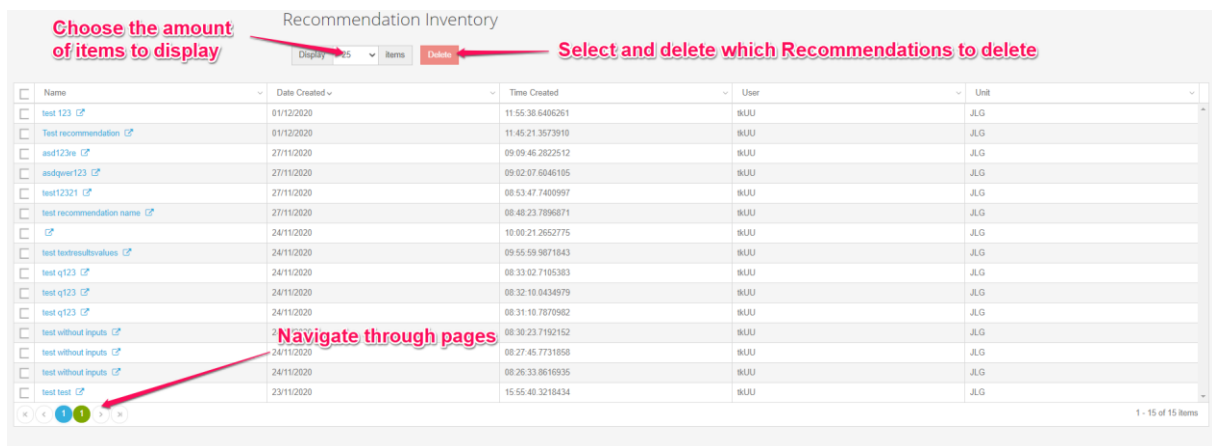 Recommendation Inventory
Choose the amount
of items to display
Display 25 items Delete
Select and delete which Recommendations to delete
Name Date Created Time Created User Unit
test 123 01/12/2020 11:55:38.6406261 tkUU JLG
Test recommendation 01/12/2020 11:45:21.3573910 tkUU JLG
asd123re 27/11/2020 09:09:46.2822512 tkUU JLG
asdqwer123 27/11/2020 09:02:07.6046105 tkUU JLG
test12321 27/11/2020 08:53:47.7400997 tkUU JLG
test recommendation name 27/11/2020 08:48:23.7896871 tkUU JLG
24/11/2020 10:00:21.2652775 tkUU JLG
test textresultsvalues 24/11/2020 09:55:59.9871843 tkUU JLG
test q123 24/11/2020 08:33:02.7105383 tkUU JLG
test q123 24/11/2020 08:32:10.0434979 tkUU JLG
test q123 24/11/2020 08:31:10.7870982 tkUU JLG
test without inputs 08:30:23.7192152 tkUU JLG
Navigate through pages
test without inputs 24/11/2020 08:27:45.7731858 tkUU JLG
test without inputs 24/11/2020 08:26:33.8616935 tkUU JLG
test test 23/11/2020 15:55:40.3218434 tkUU JLG
1 1 1 - 15 of 15 items